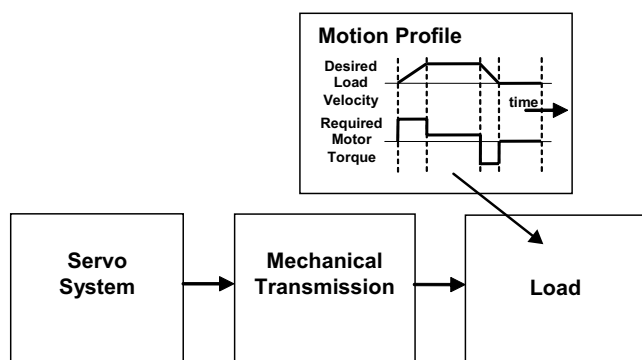 Motion Profile
Desired
Load
Velocity
time
Required
Motor
Torque
Servo
System
Mechanical
Transmission
Load